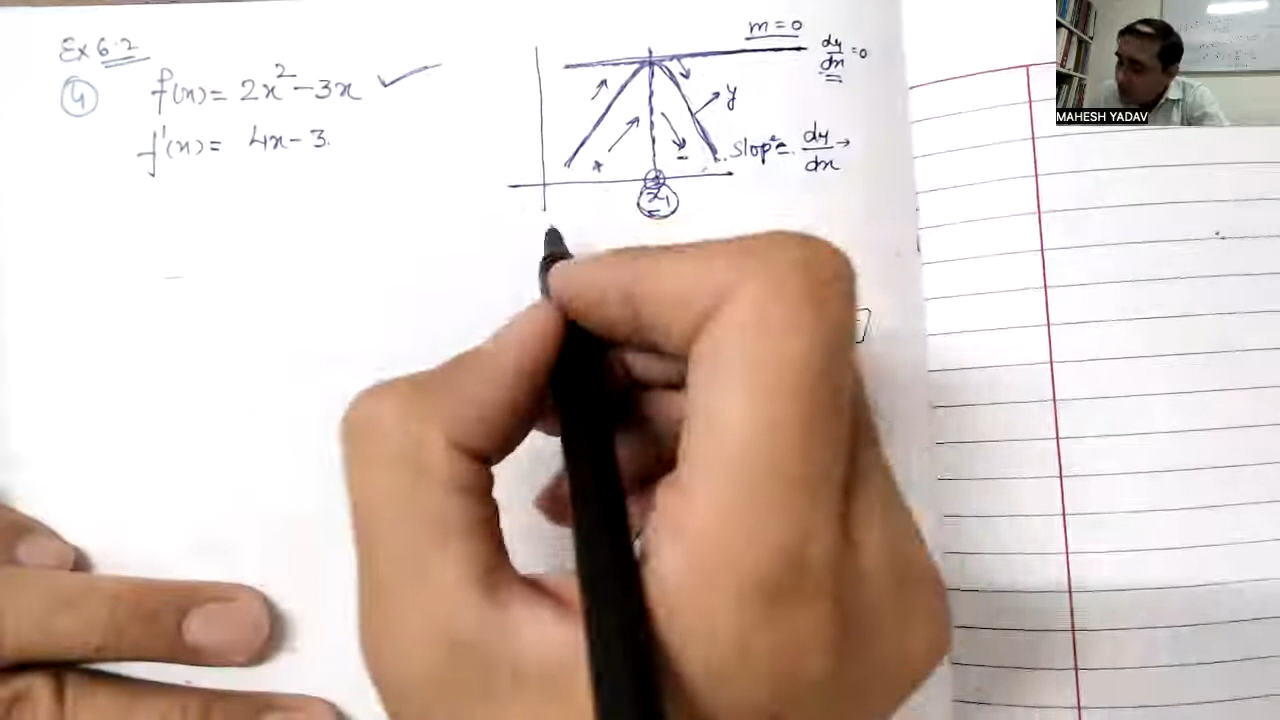 Ex 6.2
④ f(x) = 2x² - 3x ✓
f'(x) = 4x - 3.
m = 0
dy/dx = 0
y
slope = dy/dx →
+
-
x₁
MAHESH YADAV